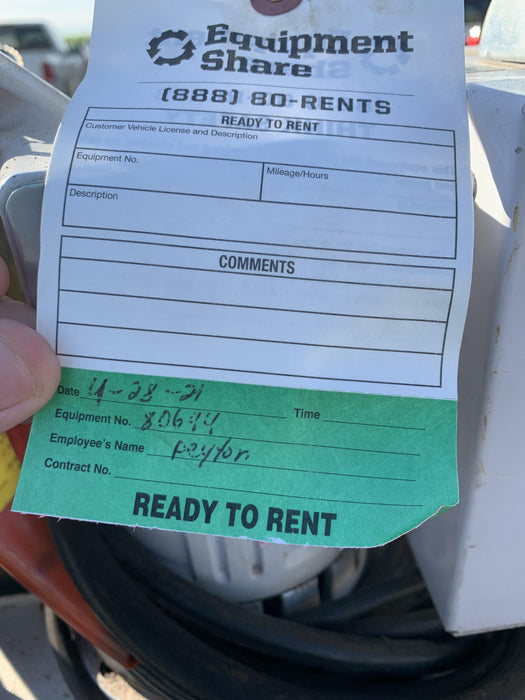 Equipment
Share
(888) 80-RENTS
READY TO RENT
Customer Vehicle License and Description
Equipment No.
Mileage/Hours
Description
COMMENTS
Date 4-28-21 Time
Equipment No. 80644
Employee's Name Peyton
Contract No.
READY TO RENT